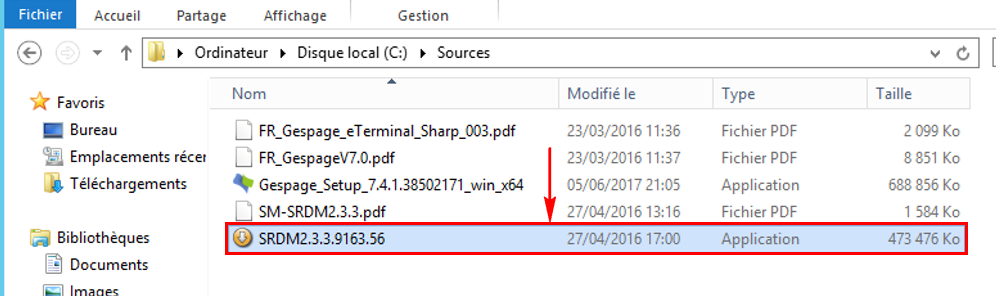 Fichier Accueil Partage Affichage Gestion
Ordinateur Disque local (C:) Sources
Nom Modifié le Type Taille
Favoris
Bureau
Emplacements récer
Téléchargements
Bibliothèques
Documents
Images
FR_Gespage_eTerminal_Sharp_003.pdf 23/03/2016 11:36 Fichier PDF 2 099 Ko
FR_GespageV7.0.pdf 23/03/2016 11:37 Fichier PDF 8 851 Ko
Gespage_Setup_7.4.1.38502171_win_x64 05/06/2017 21:05 Application 688 856 Ko
SM-SRDM2.3.3.pdf 27/04/2016 13:16 Fichier PDF 1 584 Ko
SRDM2.3.3.9163.56 27/04/2016 17:00 Application 473 476 Ko